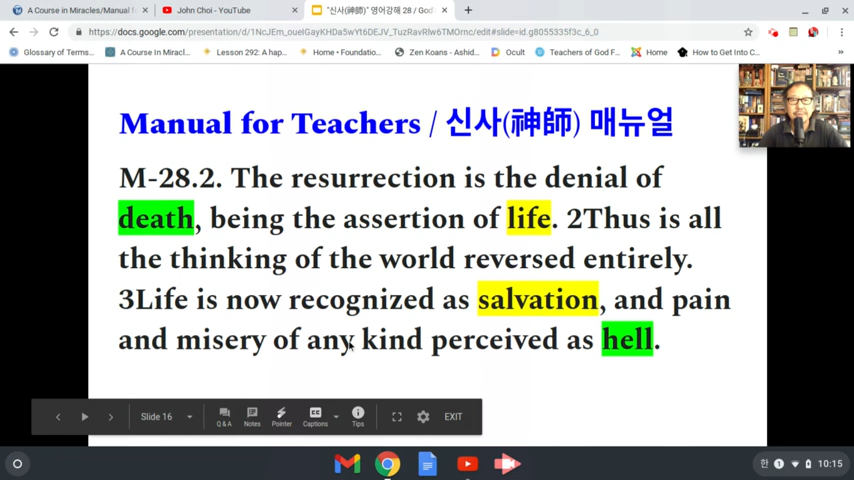 A Course in Miracles/Manual f
John Choi - YouTube
"신사(神師)" 영어강해 28 / God'
https://docs.google.com/presentation/d/1NcJEm_oueIGayKHDa5wYt6DEJV_TuzRavRlw6TMOrnc/edit#slide=id.g8055335f3c_6_0
Glossary of Terms...
A Course In Miracl...
Lesson 292: A hap...
Home • Foundatio...
Zen Koans - Ashid...
Ocult
Teachers of God F...
Home
How to Get Into C...
Manual for Teachers / 신사(神師) 매뉴얼
M-28.2. The resurrection is the denial of
death, being the assertion of life. 2Thus is all
the thinking of the world reversed entirely.
3Life is now recognized as salvation, and pain
and misery of any kind perceived as hell.
Slide 16
Q & A
Notes
Pointer
Captions
Tips
EXIT
한
1
10:15